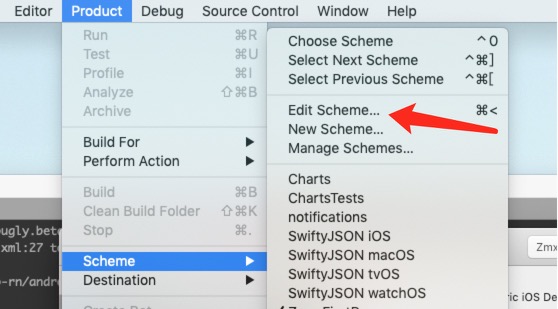 Editor Product Debug Source Control Window Help
Run ⌘R
Test ⌘U
Profile ⌘I
Analyze ⇧⌘B
Archive
Build For
Perform Action
Build ⌘B
Clean Build Folder ⇧⌘K
Stop ⌘.
Scheme
Destination
Choose Scheme ^0
Select Next Scheme ^⌘]
Select Previous Scheme ^⌘[
Edit Scheme... ⌘<
New Scheme...
Manage Schemes...
Charts
ChartsTests
notifications
SwiftyJSON iOS
SwiftyJSON macOS
SwiftyJSON tvOS
SwiftyJSON watchOS
ugly.bet
xml:27 t
-rn/andr
Zmx
ric iOS De